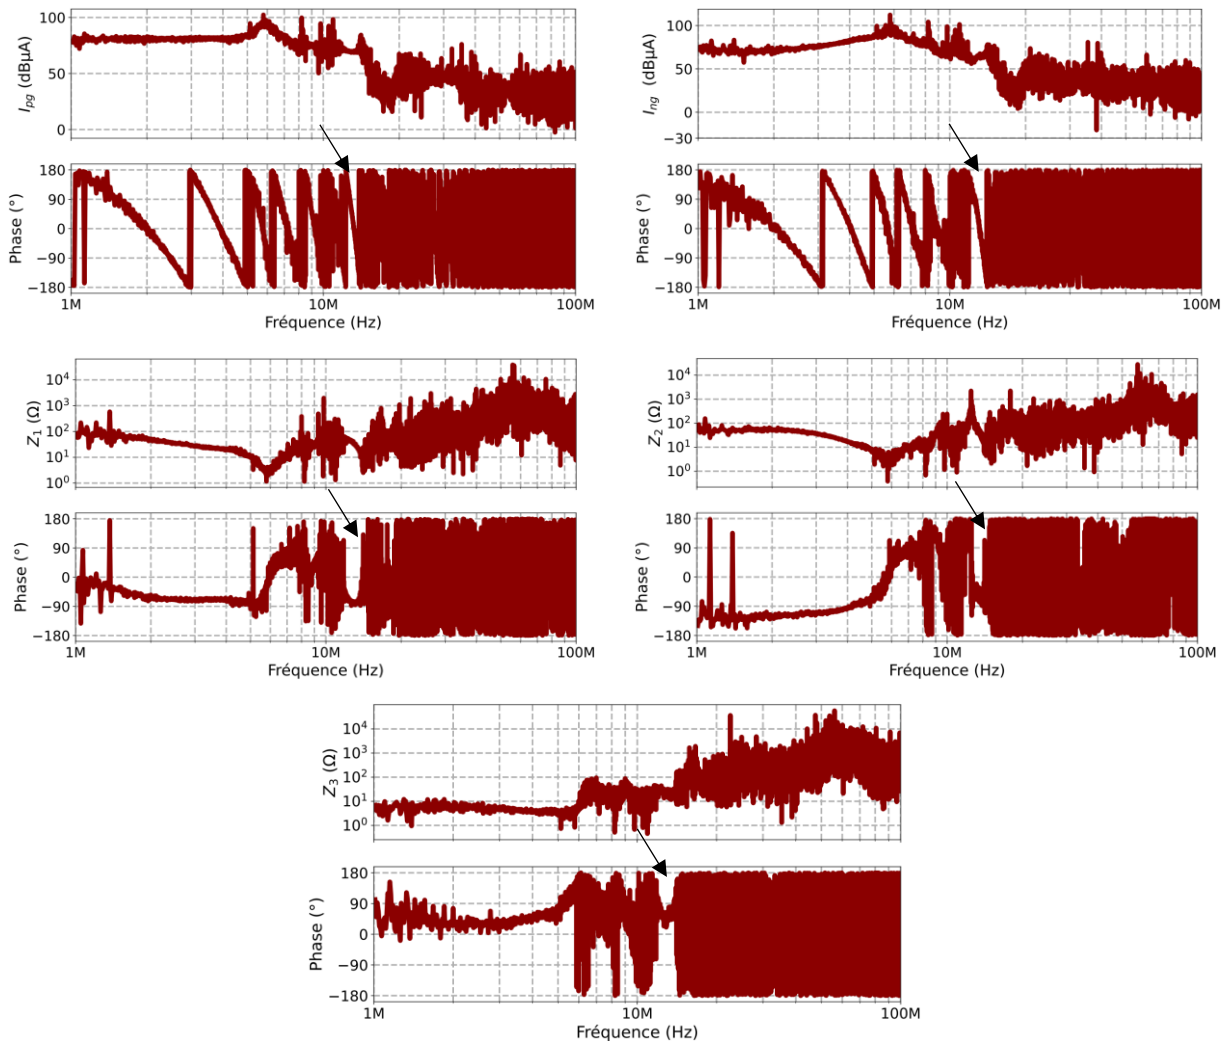 I_pg (dBµA)
100
50
0
Phase (°)
180
90
0
−90
−180
1M 10M 100M
Fréquence (Hz)
I_ng (dBµA)
100
50
0
−30
Phase (°)
180
90
0
−90
−180
1M 10M 100M
Fréquence (Hz)
Z₁ (Ω)
10⁴
10³
10²
10¹
10⁰
Phase (°)
180
90
0
−90
−180
1M 10M 100M
Fréquence (Hz)
Z₂ (Ω)
10⁴
10³
10²
10¹
10⁰
Phase (°)
180
90
0
−90
−180
1M 10M 100M
Fréquence (Hz)
Z₃ (Ω)
10⁴
10³
10²
10¹
10⁰
Phase (°)
180
90
0
−90
−180
1M 10M 100M
Fréquence (Hz)